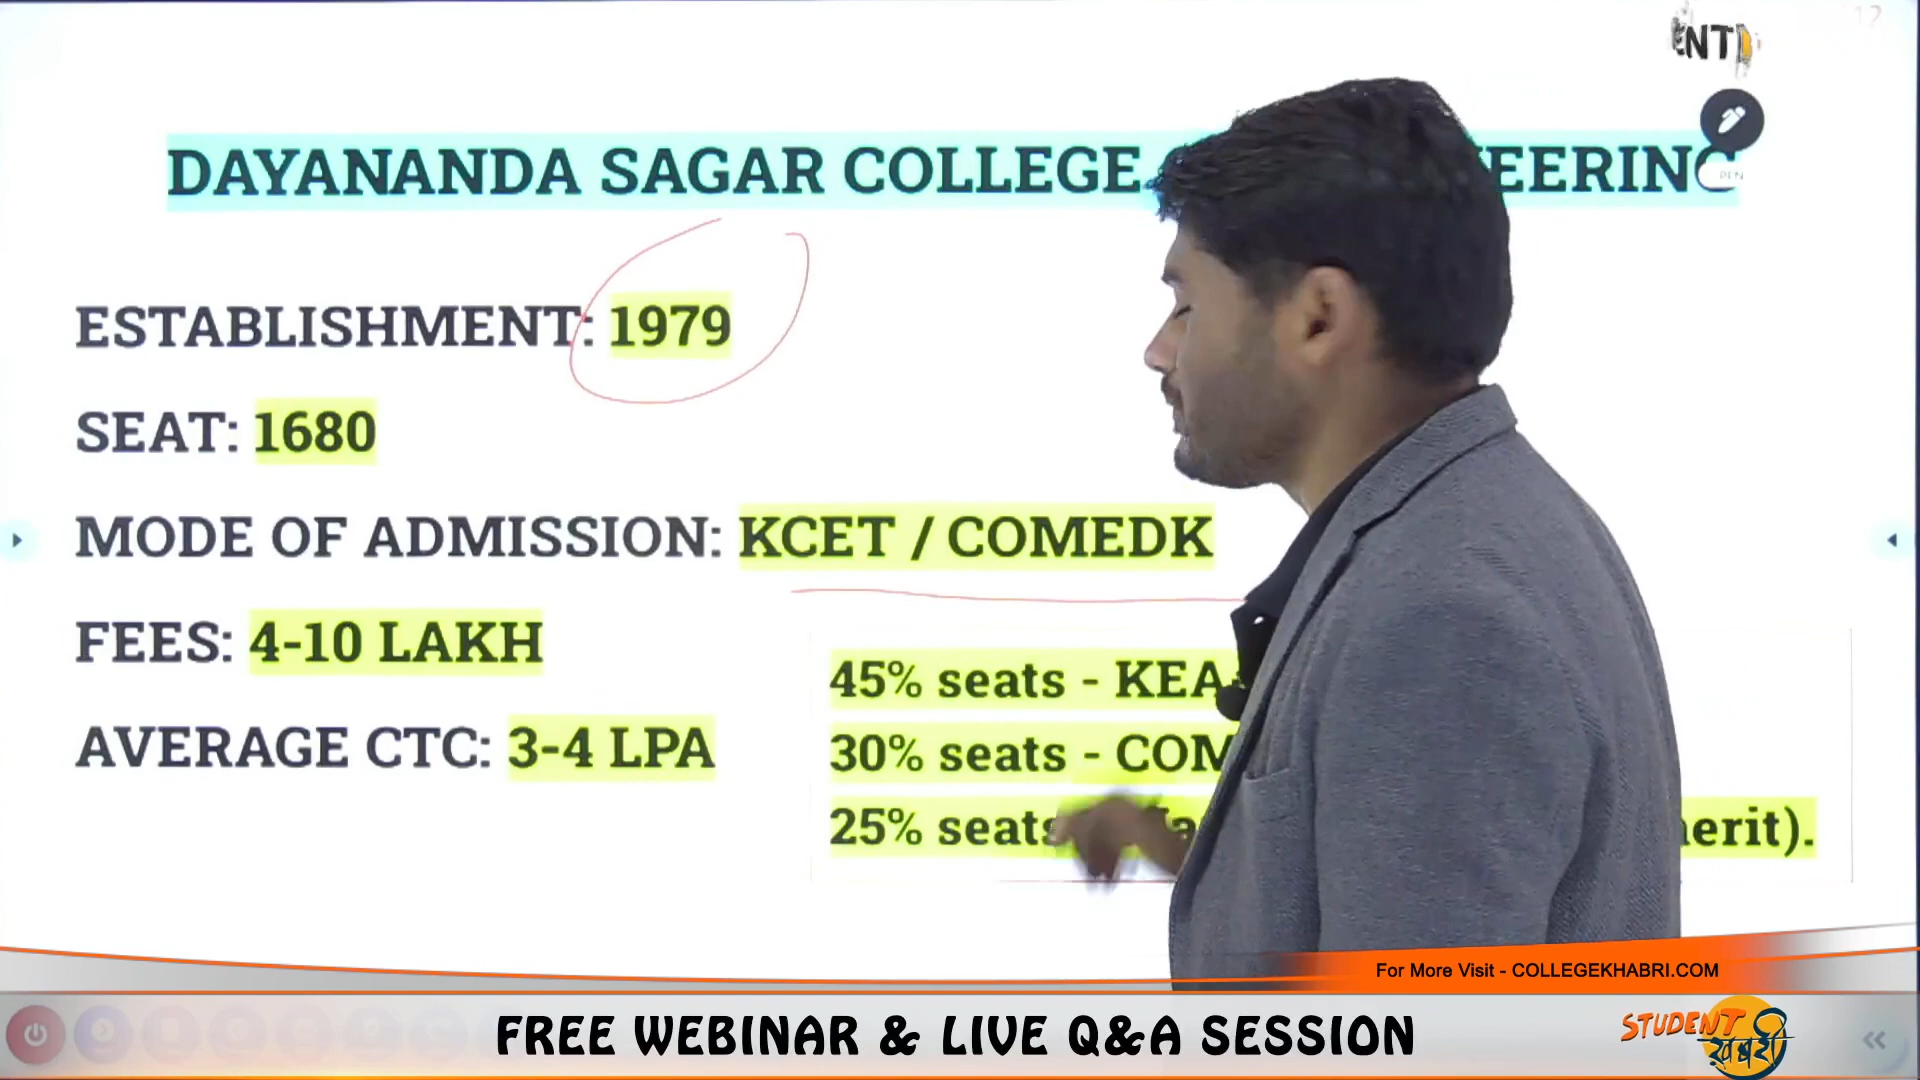 DAYANANDA SAGAR COLLEGE
ESTABLISHMENT: 1979
SEAT: 1680
MODE OF ADMISSION: KCET / COMEDK
FEES: 4-10 LAKH
45% seats - KEA
30% seats - COM
AVERAGE CTC: 3-4 LPA
25% seats erit).
For More Visit - COLLEGEKHABRI.COM
FREE WEBINAR & LIVE Q&A SESSION
STUDENT
खबरी